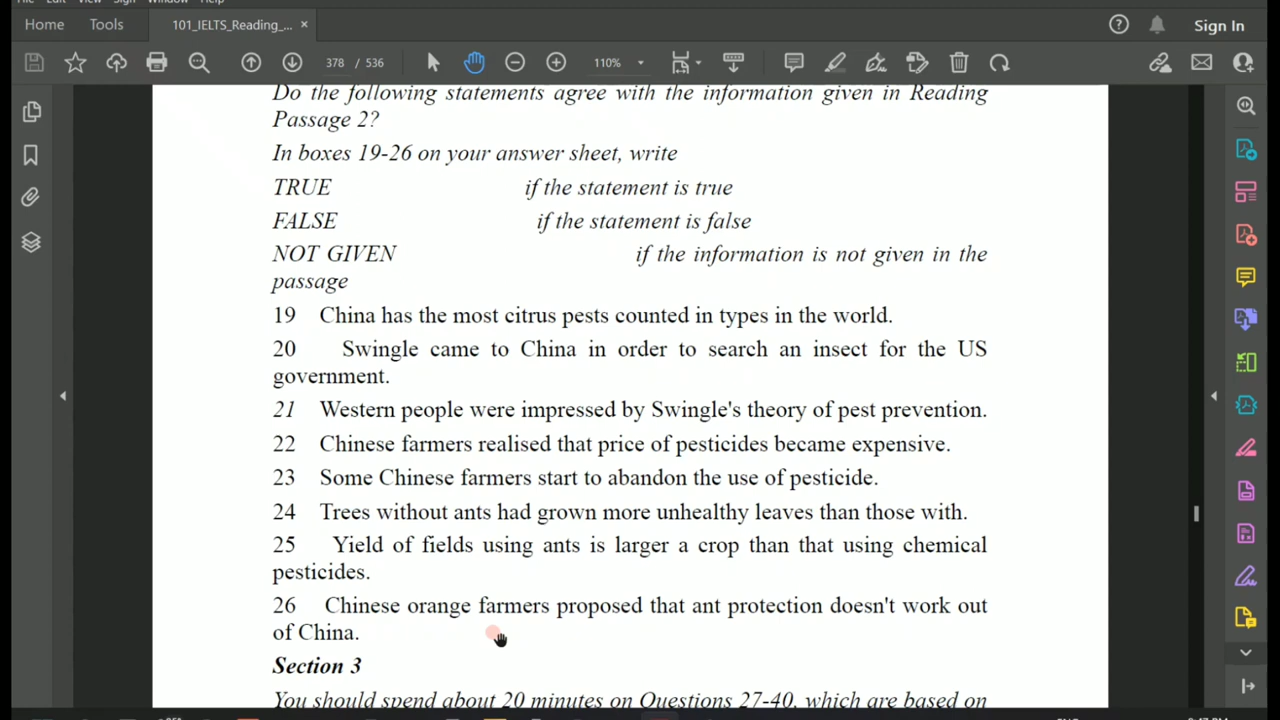 Home Tools 101_IELTS_Reading_... × Sign In
378 / 536 110%
Do the following statements agree with the information given in Reading
Passage 2?
In boxes 19-26 on your answer sheet, write
TRUE if the statement is true
FALSE if the statement is false
NOT GIVEN if the information is not given in the
passage
19 China has the most citrus pests counted in types in the world.
20 Swingle came to China in order to search an insect for the US
government.
21 Western people were impressed by Swingle's theory of pest prevention.
22 Chinese farmers realised that price of pesticides became expensive.
23 Some Chinese farmers start to abandon the use of pesticide.
24 Trees without ants had grown more unhealthy leaves than those with.
25 Yield of fields using ants is larger a crop than that using chemical
pesticides.
26 Chinese orange farmers proposed that ant protection doesn't work out
of China.
Section 3
You should spend about 20 minutes on Questions 27-40, which are based on